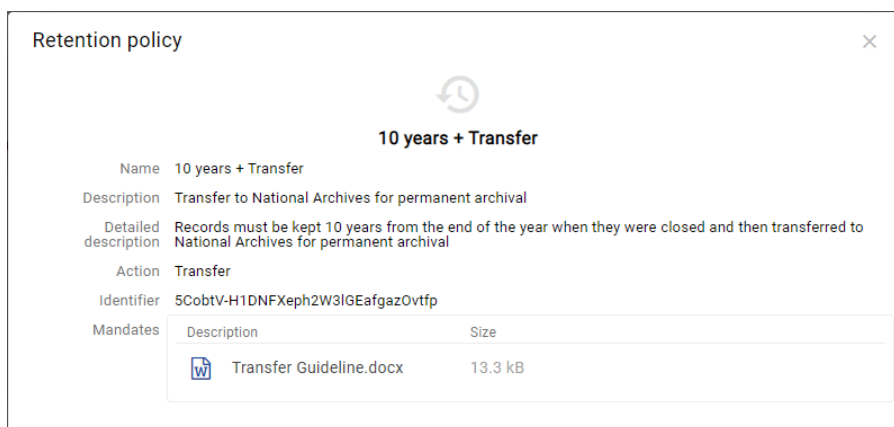 Retention policy
10 years + Transfer
Name 10 years + Transfer
Description Transfer to National Archives for permanent archival
Detailed description Records must be kept 10 years from the end of the year when they were closed and then transferred to
National Archives for permanent archival
Action Transfer
Identifier 5CobtV-H1DNFXeph2W3lGEafgazOvtfp
Mandates Description Size
W Transfer Guideline.docx 13.3 kB